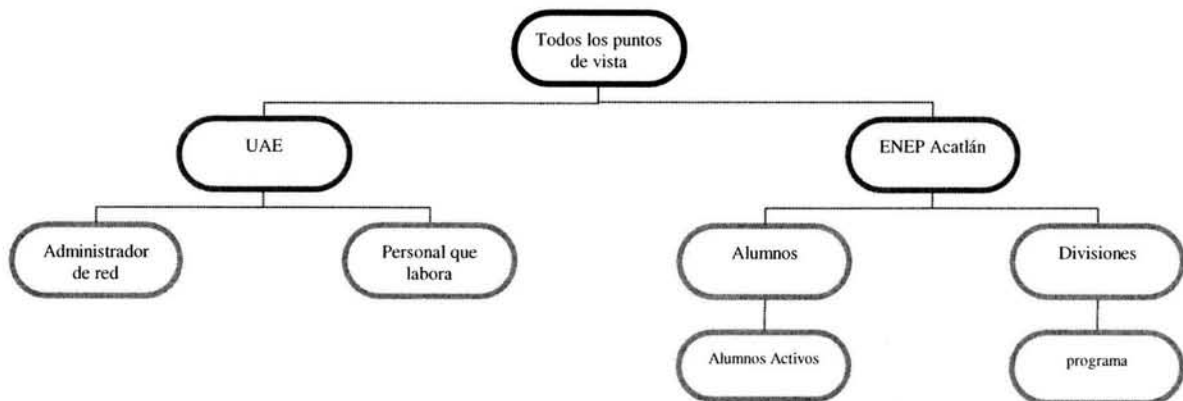 Todos los puntos
de vista
UAE
ENEP Acatlán
Administrador
de red
Personal que
labora
Alumnos
Divisiones
Alumnos Activos
programa